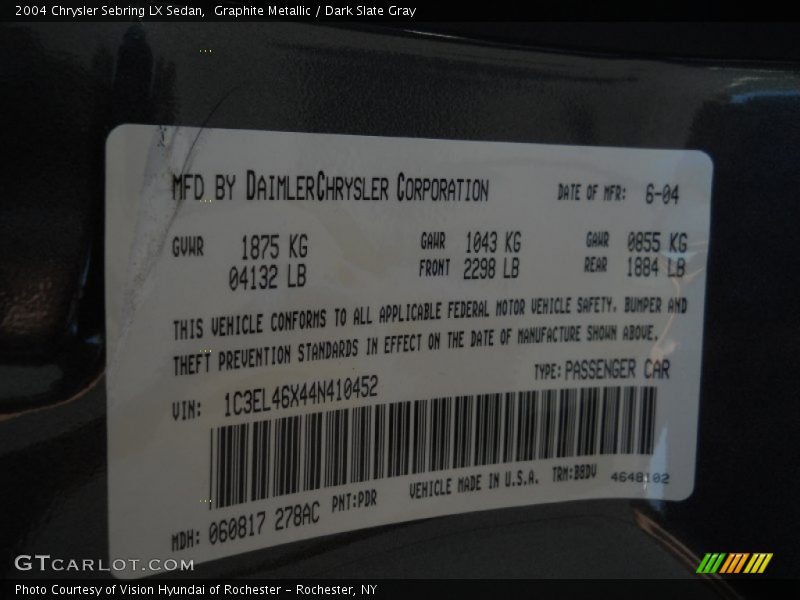 2004 Chrysler Sebring LX Sedan,  Graphite Metallic / Dark Slate Gray
MFD BY DAIMLERCHRYSLER CORPORATION DATE OF MFR: 6-04
GVWR 1875 KG GAWR 1043 KG GAWR 0855 KG
04132 LB FRONT 2298 LB REAR 1884 LB
THIS VEHICLE CONFORMS TO ALL APPLICABLE FEDERAL MOTOR VEHICLE SAFETY, BUMPER AND
THEFT PREVENTION STANDARDS IN EFFECT ON THE DATE OF MANUFACTURE SHOWN ABOVE.
VIN: 1C3EL46X44N410452 TYPE: PASSENGER CAR
MDH: 060817 278AC PNT:PDR VEHICLE MADE IN U.S.A. TRM:B8DV 4648102
GTCARLOT.COM
Photo Courtesy of Vision Hyundai of Rochester - Rochester, NY